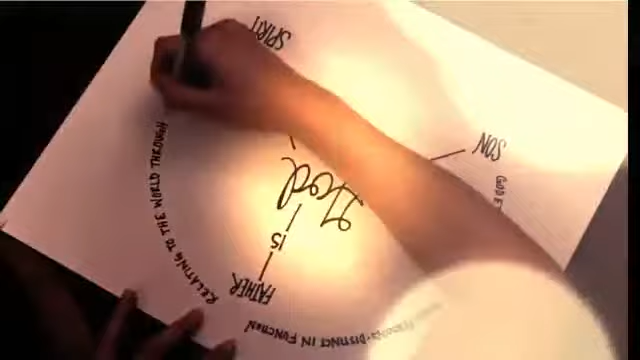 SPIRIT
SON
God
IS
FATHER
RELATING TO THE WORLD THROUGH
DISTINCT IN FUNCTION